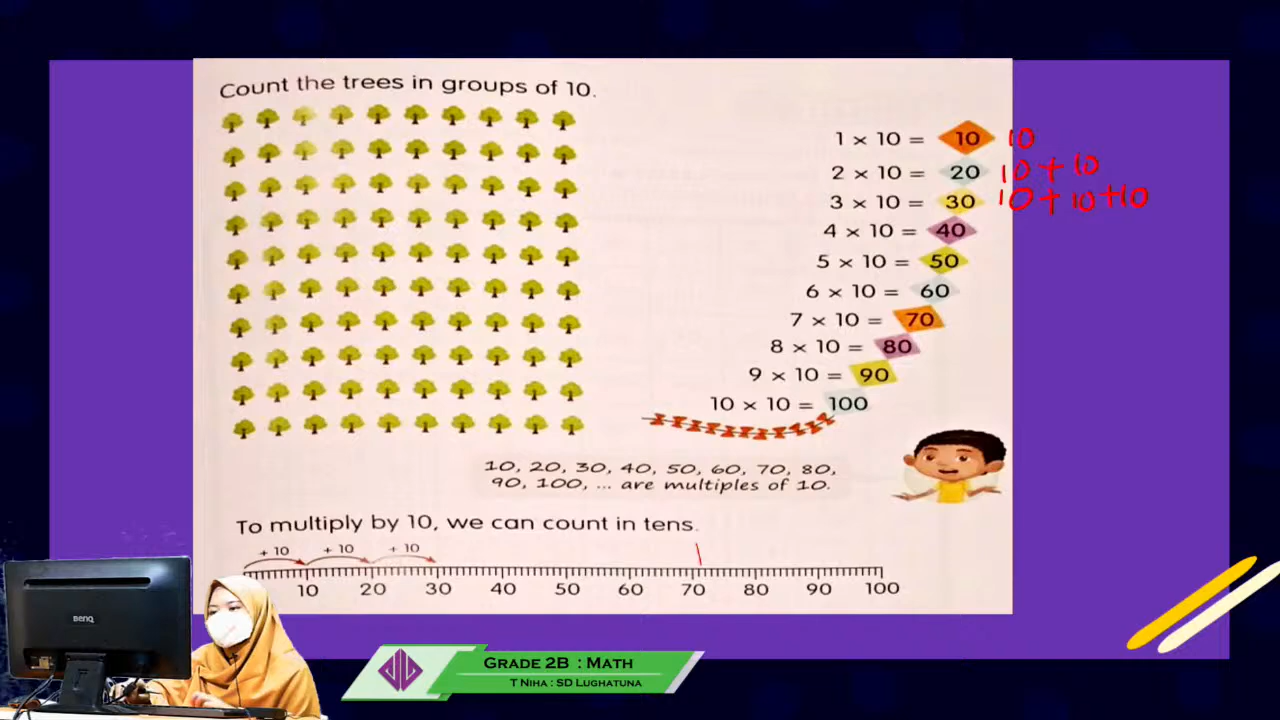 Count the trees in groups of 10.
1 × 10 = 10 10
2 × 10 = 20 10 + 10
3 × 10 = 30 10 + 10 + 10
4 × 10 = 40
5 × 10 = 50
6 × 10 = 60
7 × 10 = 70
8 × 10 = 80
9 × 10 = 90
10 × 10 = 100
10, 20, 30, 40, 50, 60, 70, 80,
90, 100, ... are multiples of 10.
To multiply by 10, we can count in tens.
+ 10 + 10 + 10
10 20 30 40 50 60 70 80 90 100
BenQ
GRADE 2B : MATH
T NIHA : SD LUGHATUNA